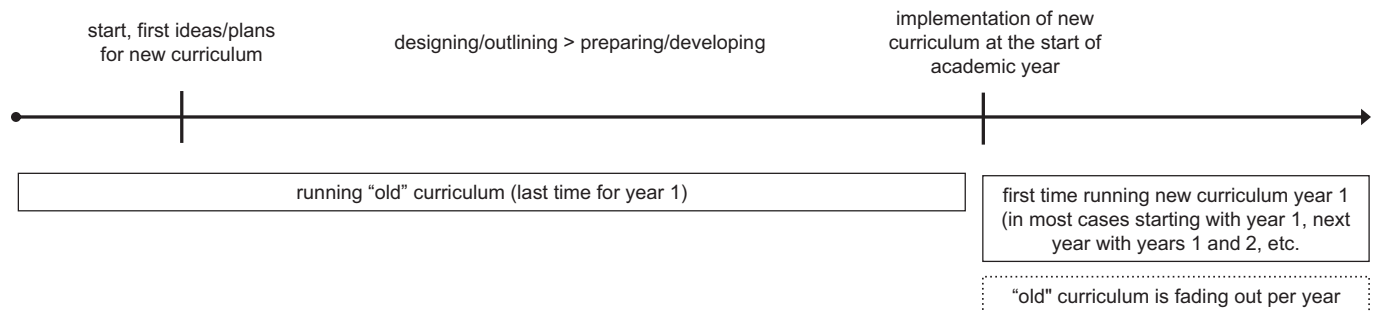 start, first ideas/plans
for new curriculum
designing/outlining > preparing/developing
implementation of new
curriculum at the start of
academic year
running “old” curriculum (last time for year 1)
first time running new curriculum year 1
(in most cases starting with year 1, next
year with years 1 and 2, etc.
“old" curriculum is fading out per year